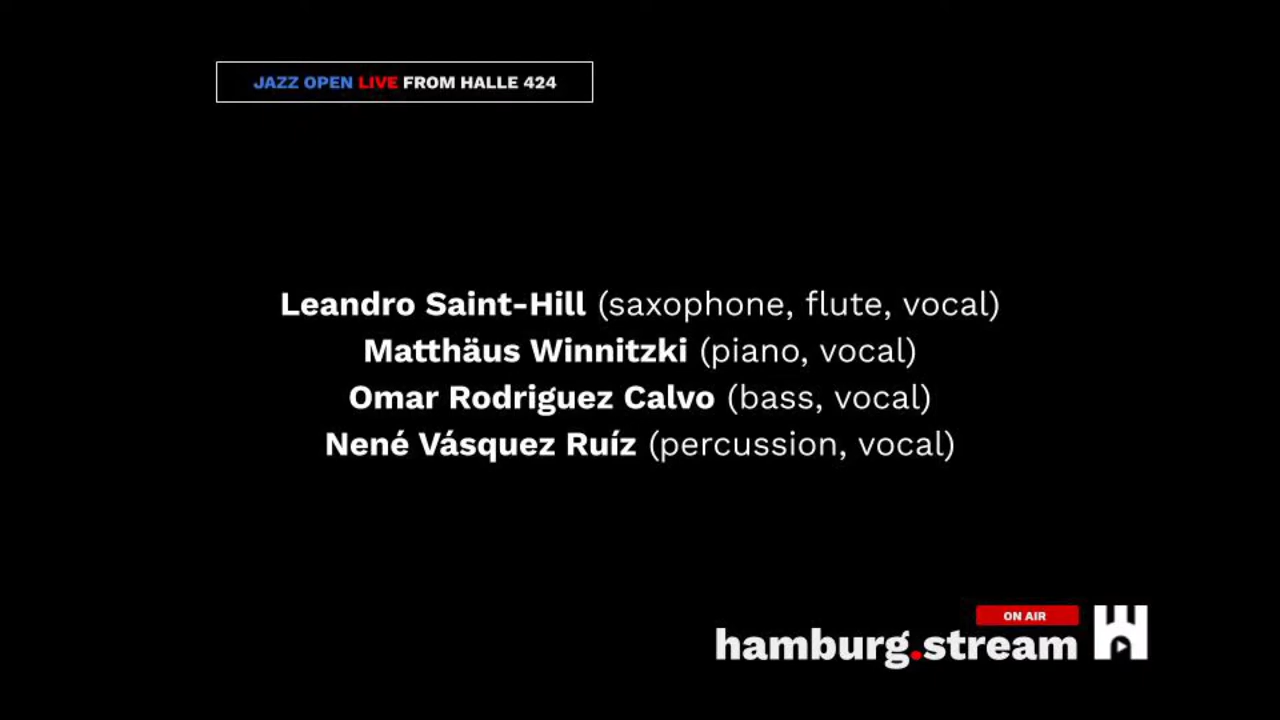 JAZZ OPEN LIVE FROM HALLE 424
Leandro Saint-Hill (saxophone, flute, vocal)
Matthäus Winnitzki (piano, vocal)
Omar Rodriguez Calvo (bass, vocal)
Nené Vásquez Ruíz (percussion, vocal)
ON AIR
hamburg.stream